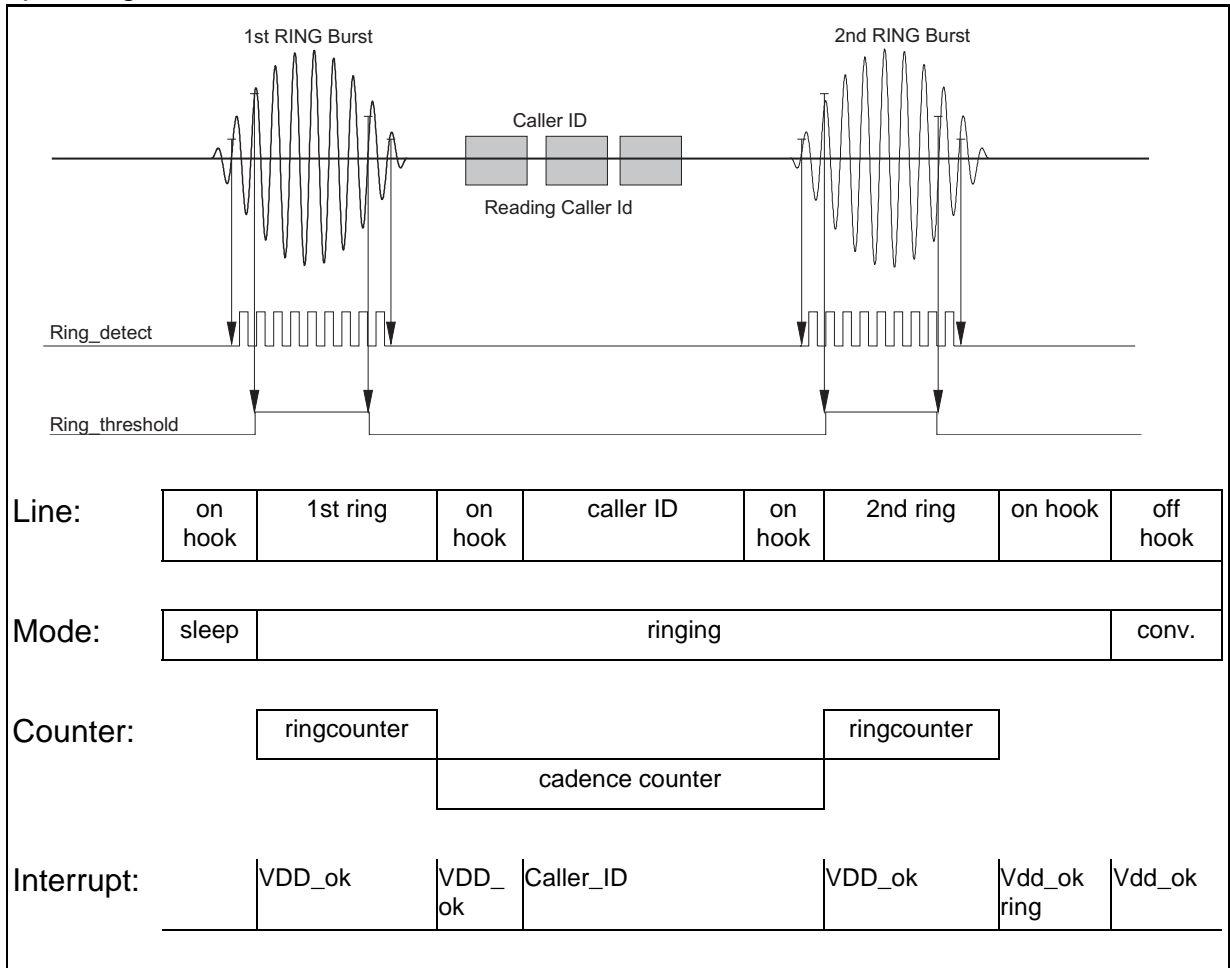 1st RING Burst
2nd RING Burst
Caller ID
Reading Caller Id
Ring_detect
Ring_threshold
Line:
on
hook
1st ring
on
hook
caller ID
on
hook
2nd ring
on hook
off
hook
Mode:
sleep
ringing
conv.
Counter:
ringcounter
ringcounter
cadence counter
Interrupt:
VDD_ok
VDD_
ok
Caller_ID
VDD_ok
Vdd_ok
ring
Vdd_ok